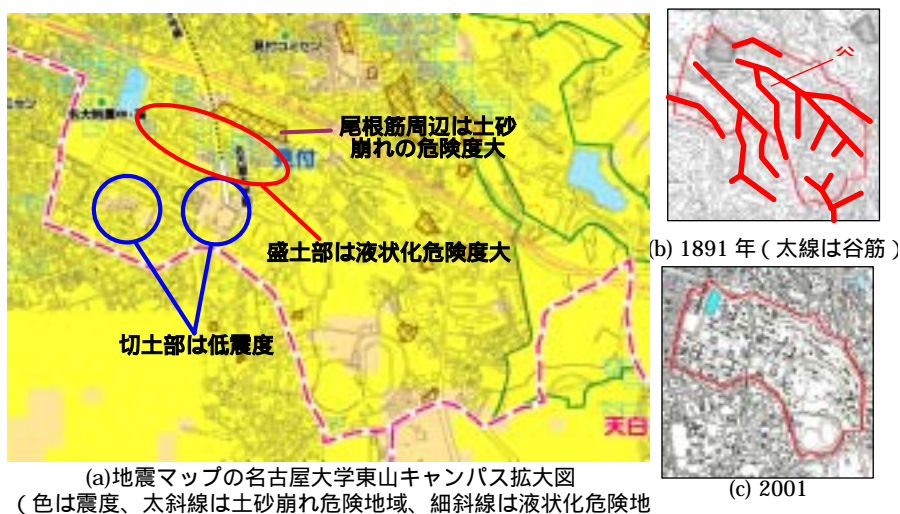 尾根筋周辺は土砂
崩れの危険度大
盛土部は液状化危険度大
切土部は低震度
天白
(a)地震マップの名古屋大学東山キャンパス拡大図
(色は震度、太斜線は土砂崩れ危険地域、細斜線は液状化危険地
谷
(b) 1891 年(太線は谷筋)
(c) 2001